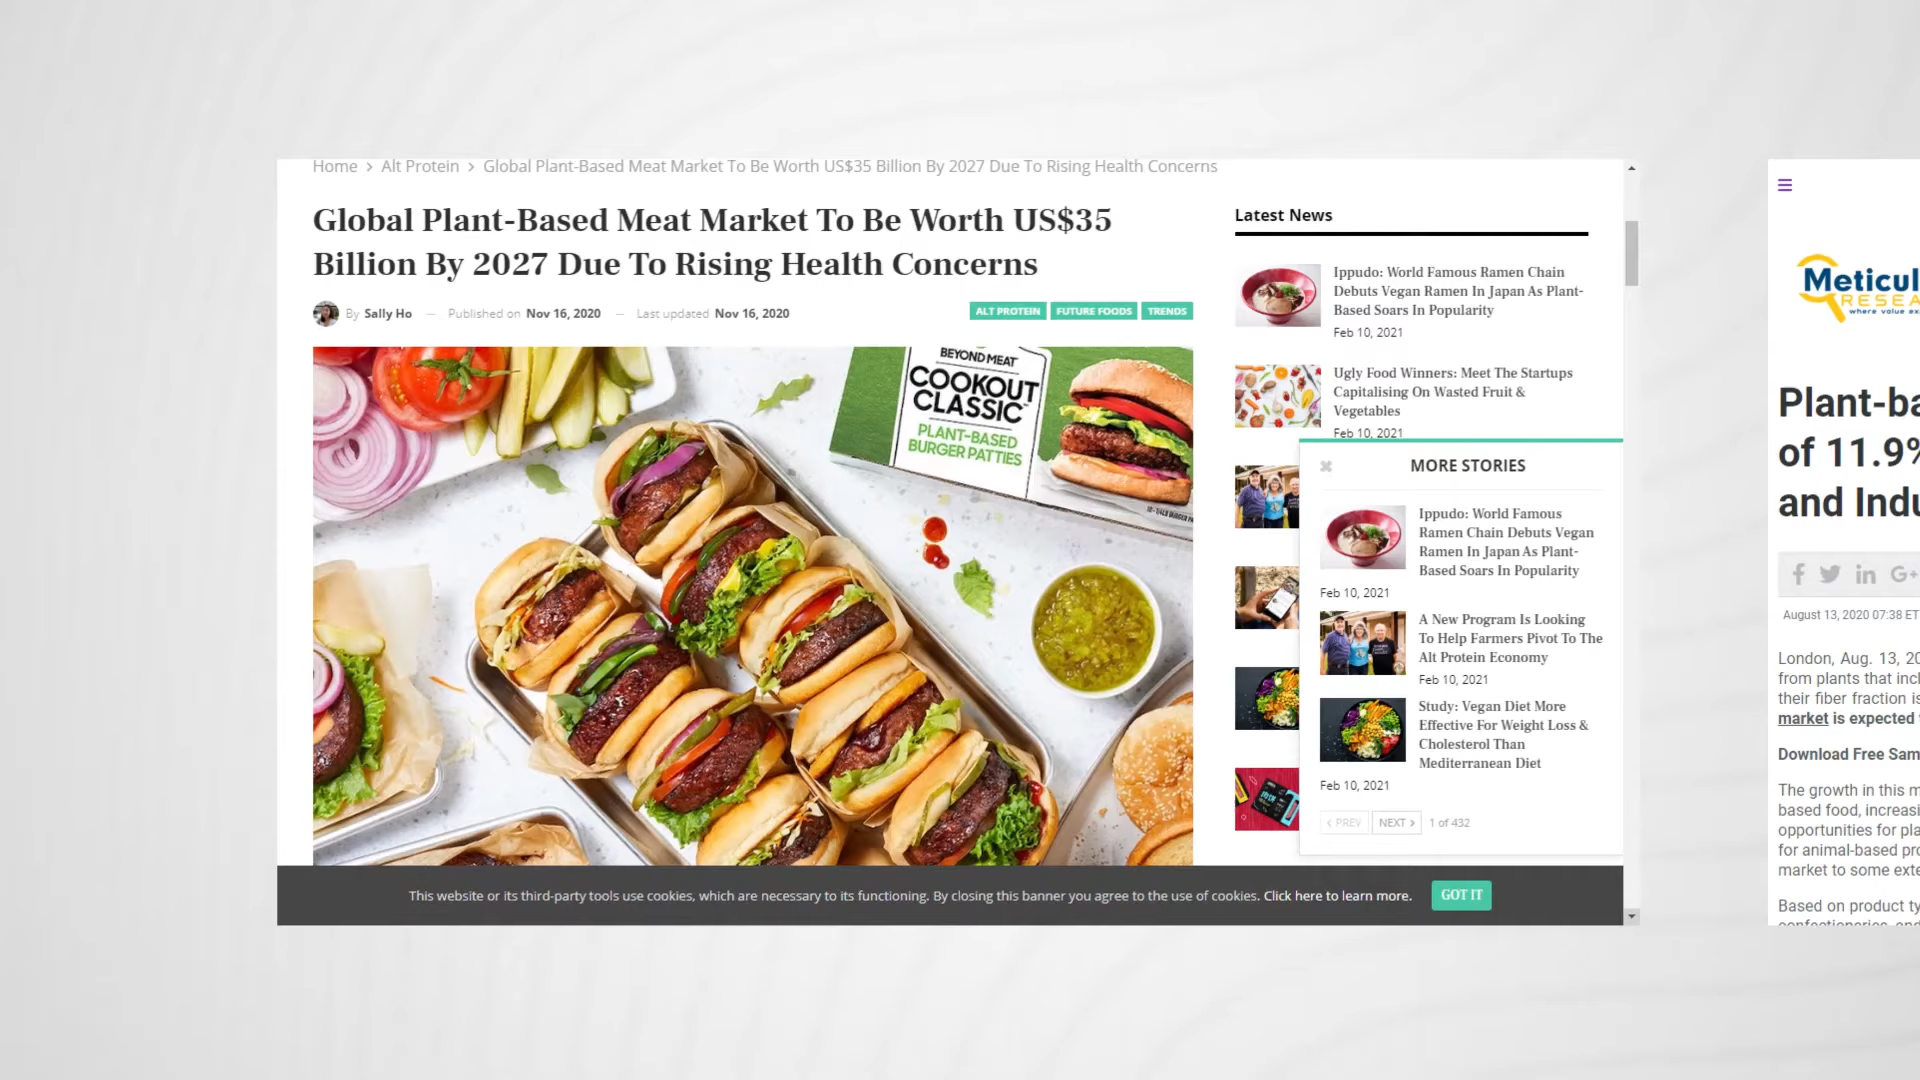 Home > Alt Protein > Global Plant-Based Meat Market To Be Worth US$35 Billion By 2027 Due To Rising Health Concerns
Global Plant-Based Meat Market To Be Worth US$35
Billion By 2027 Due To Rising Health Concerns
By Sally Ho — Published on Nov 16, 2020 — Last updated Nov 16, 2020
ALT PROTEIN FUTURE FOODS TRENDS
BEYOND MEAT
COOKOUT
CLASSIC
PLANT-BASED
BURGER PATTIES
Latest News
Ippudo: World Famous Ramen Chain
Debuts Vegan Ramen In Japan As Plant-
Based Soars In Popularity
Feb 10, 2021
Ugly Food Winners: Meet The Startups
Capitalising On Wasted Fruit &
Vegetables
Feb 10, 2021
MORE STORIES
Ippudo: World Famous
Ramen Chain Debuts Vegan
Ramen In Japan As Plant-
Based Soars In Popularity
Feb 10, 2021
A New Program Is Looking
To Help Farmers Pivot To The
Alt Protein Economy
Feb 10, 2021
Study: Vegan Diet More
Effective For Weight Loss &
Cholesterol Than
Mediterranean Diet
Feb 10, 2021
PREV NEXT 1 of 432
This website or its third-party tools use cookies, which are necessary to its functioning. By closing this banner you agree to the use of cookies. Click here to learn more. GOT IT
Meticul
RESEA
where value ex
Plant-ba
of 11.9%
and Indu
August 13, 2020 07:38 ET
London, Aug. 13, 20
from plants that incl
their fiber fraction is
market is expected
Download Free Sam
The growth in this m
based food, increasi
opportunities for pla
for animal-based pro
market to some exte
Based on product ty